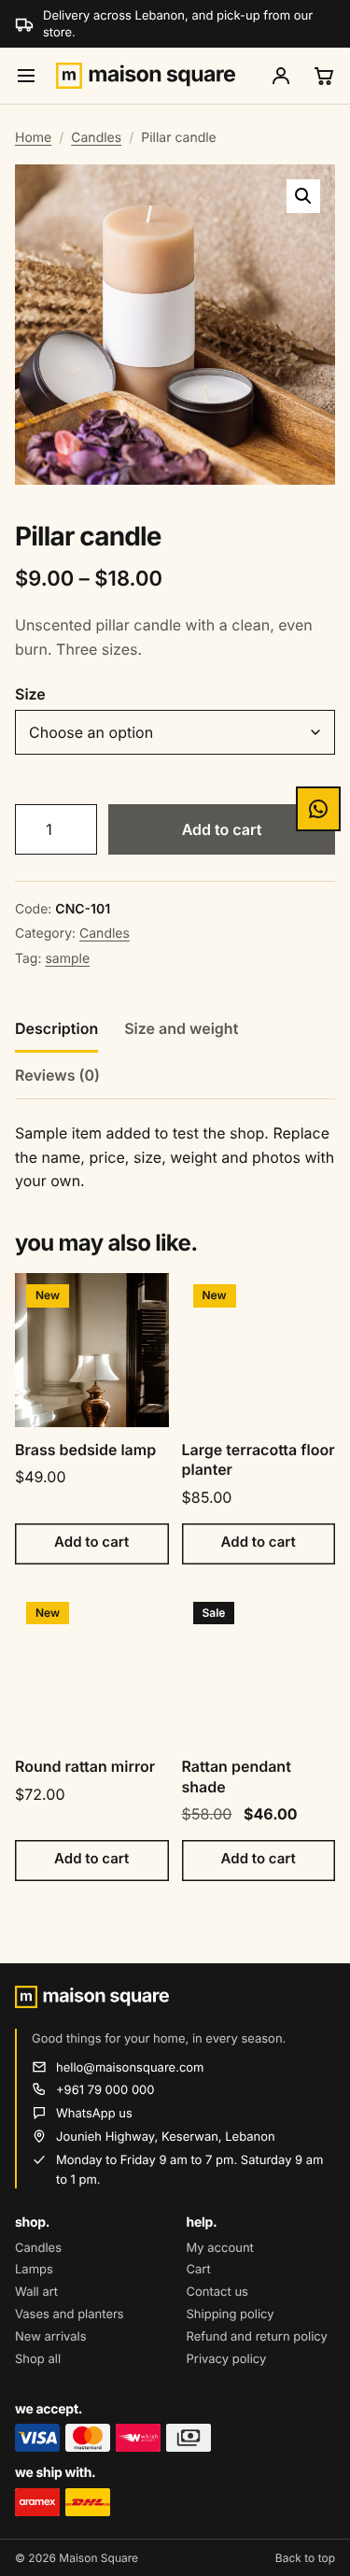 Delivery across Lebanon, and pick-up from our
store.
m maison square
Home / Candles / Pillar candle
Pillar candle
$9.00 – $18.00
Unscented pillar candle with a clean, even
burn. Three sizes.
Size
Choose an option
1
Add to cart
Code: CNC-101
Category: Candles
Tag: sample
Description Size and weight
Reviews (0)
Sample item added to test the shop. Replace
the name, price, size, weight and photos with
your own.
you may also like.
New
Brass bedside lamp
$49.00
Add to cart
New
Large terracotta floor
planter
$85.00
Add to cart
New
Round rattan mirror
$72.00
Add to cart
Sale
Rattan pendant
shade
$58.00 $46.00
Add to cart
m maison square
Good things for your home, in every season.
hello@maisonsquare.com
+961 79 000 000
WhatsApp us
Jounieh Highway, Keserwan, Lebanon
Monday to Friday 9 am to 7 pm. Saturday 9 am
to 1 pm.
shop.
Candles
Lamps
Wall art
Vases and planters
New arrivals
Shop all
help.
My account
Cart
Contact us
Shipping policy
Refund and return policy
Privacy policy
we accept.
VISA
mastercard
whish
we ship with.
aramex
DHL
© 2026 Maison Square
Back to top